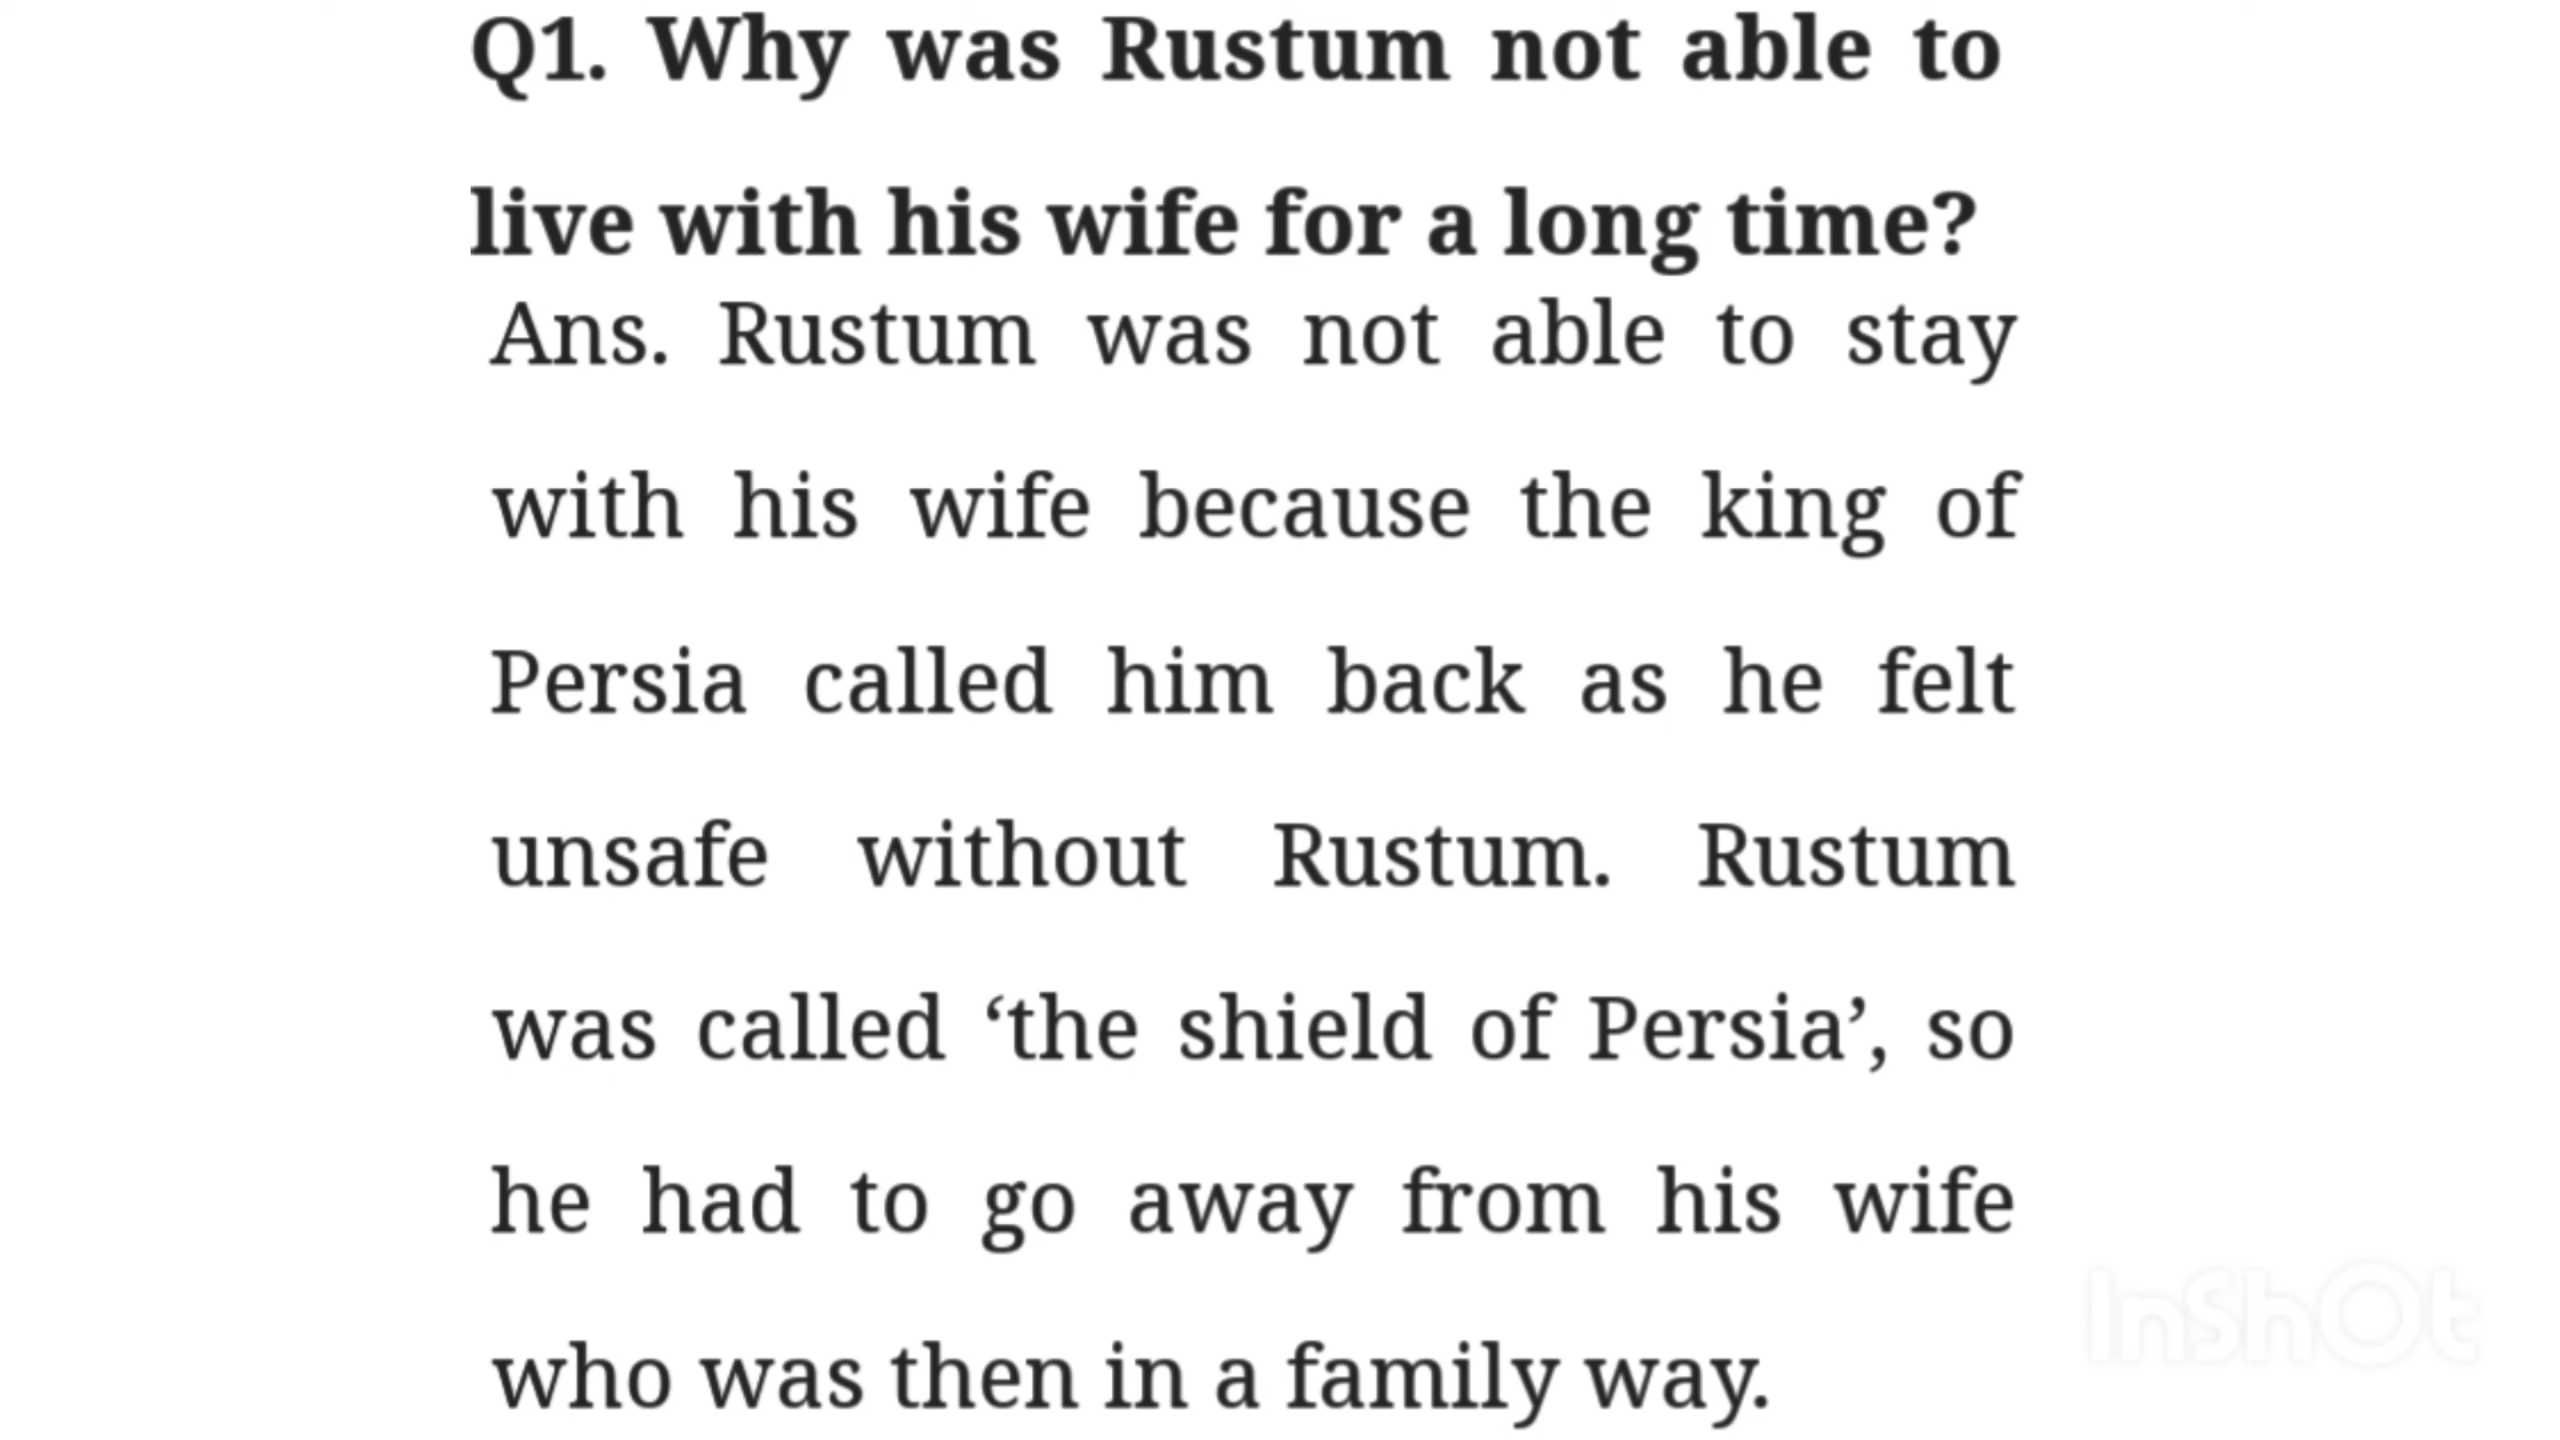 Q1. Why was Rustum not able to
live with his wife for a long time?
Ans. Rustum was not able to stay
with his wife because the king of
Persia called him back as he felt
unsafe without Rustum. Rustum
was called ‘the shield of Persia’, so
he had to go away from his wife
who was then in a family way.
InShOt